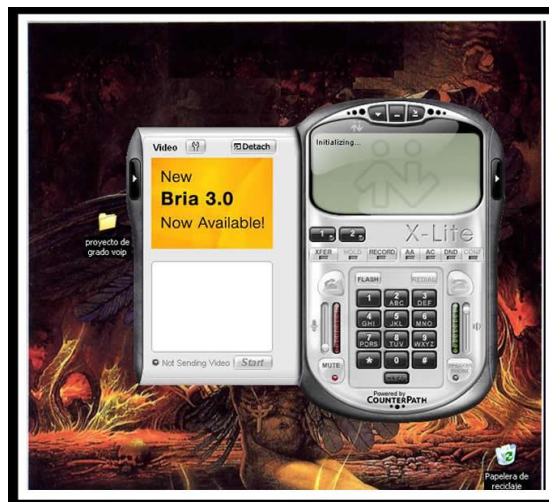 Video
Detach
New
Bria 3.0
Now Available!
Not Sending Video
Start
Initializing...
1
2
X-Lite
XFER
HOLD
RECORD
AA
AC
DND
CONF
FLASH
REDIAL
1
2
ABC
3
DEF
4
GHI
5
JKL
6
MNO
7
PQRS
8
TUV
9
WXYZ
*
0
#
CLEAR
MUTE
SPEAKER
PHONE
Powered by
COUNTERPATH
proyecto de
grado voip
Papelera de
reciclaje